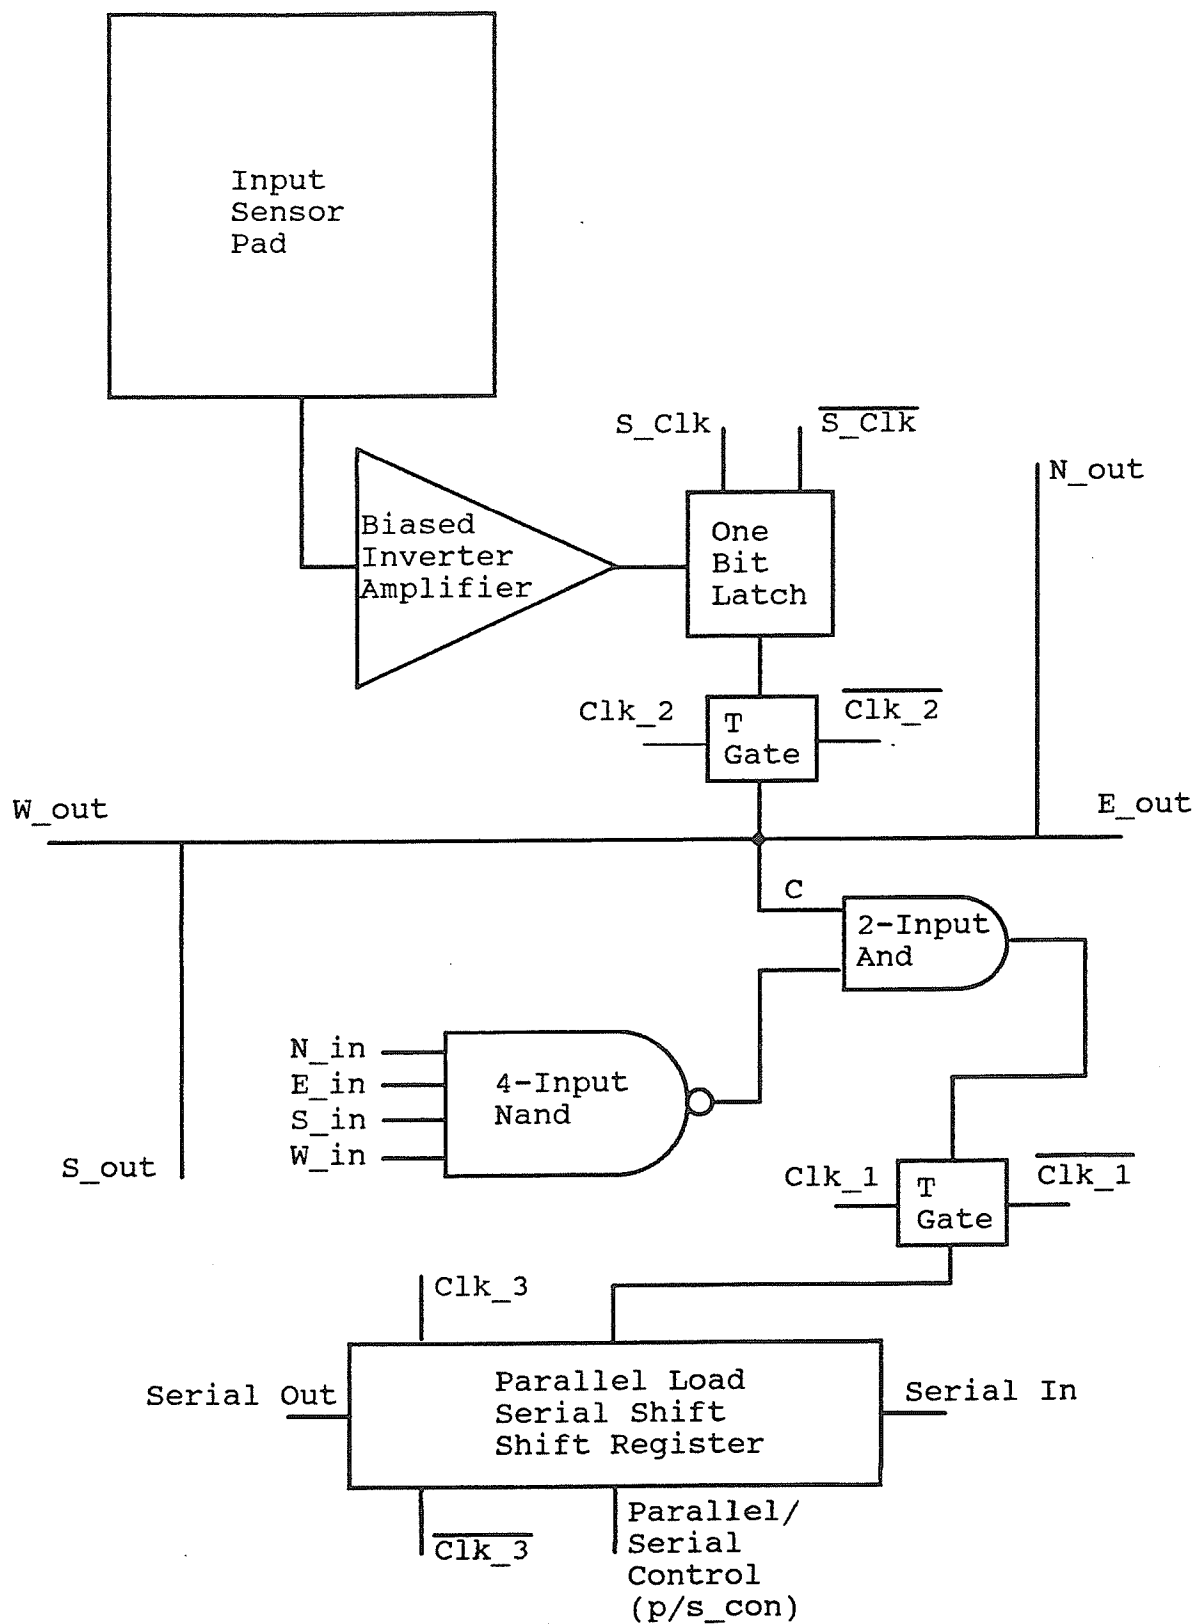 Input
Sensor
Pad
S_Clk
S_Clk
N_out
Biased
Inverter
Amplifier
One
Bit
Latch
Clk_2
T
Gate
Clk_2
W_out
E_out
C
2-Input
And
N_in
E_in
S_in
W_in
4-Input
Nand
S_out
Clk_1
T
Gate
Clk_1
Clk_3
Serial Out
Parallel Load
Serial Shift
Shift Register
Serial In
Clk_3
Parallel/
Serial
Control
(p/s_con)